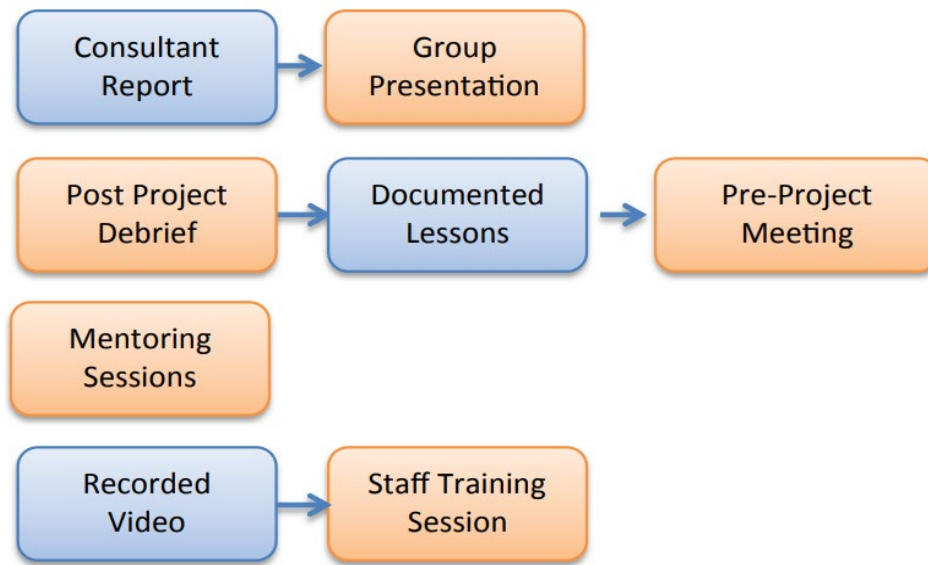 Consultant
Report
Group
Presentation
Post Project
Debrief
Documented
Lessons
Pre-Project
Meeting
Mentoring
Sessions
Recorded
Video
Staff Training
Session